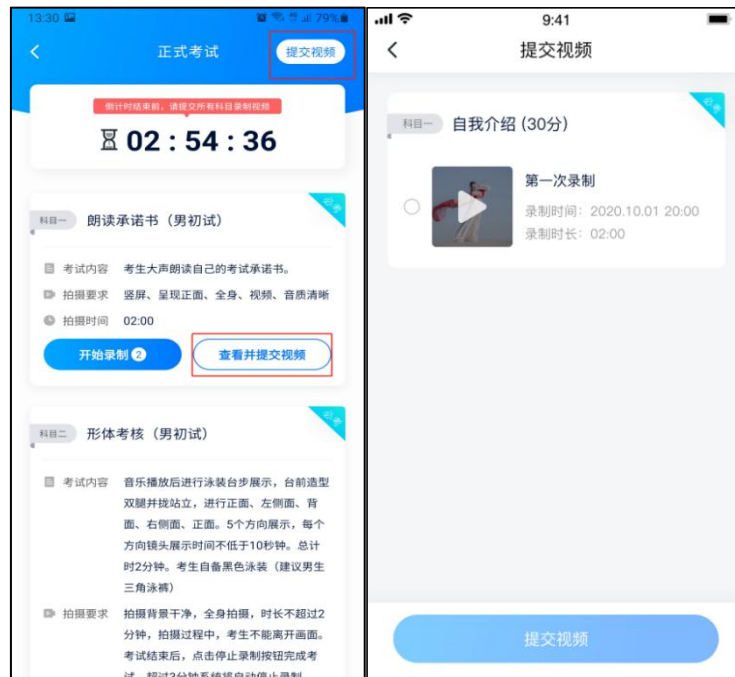 13:30
79%
正式考试
提交视频
倒计时结束前，请提交所有科目录制视频
02 : 54 : 36
必考
科目一
朗读承诺书（男初试）
考试内容 考生大声朗读自己的考试承诺书。
拍摄要求 竖屏、呈现正面、全身、视频、音质清晰
拍摄时间 02:00
开始录制 2
查看并提交视频
必考
科目二
形体考核（男初试）
考试内容 音乐播放后进行泳装台步展示，台前造型
双腿并拢站立，进行正面、左侧面、背
面、右侧面、正面。5个方向展示，每个
方向镜头展示时间不低于10秒钟。总计
时2分钟。考生自备黑色泳装（建议男生
三角泳裤）
拍摄要求 拍摄背景干净，全身拍摄，时长不超过2
分钟，拍摄过程中，考生不能离开画面。
考试结束后，点击停止录制按钮完成考
试，超过3分钟系统将自动停止录制
9:41
提交视频
必考
科目一
自我介绍 (30分)
第一次录制
录制时间：2020.10.01 20:00
录制时长：02:00
提交视频